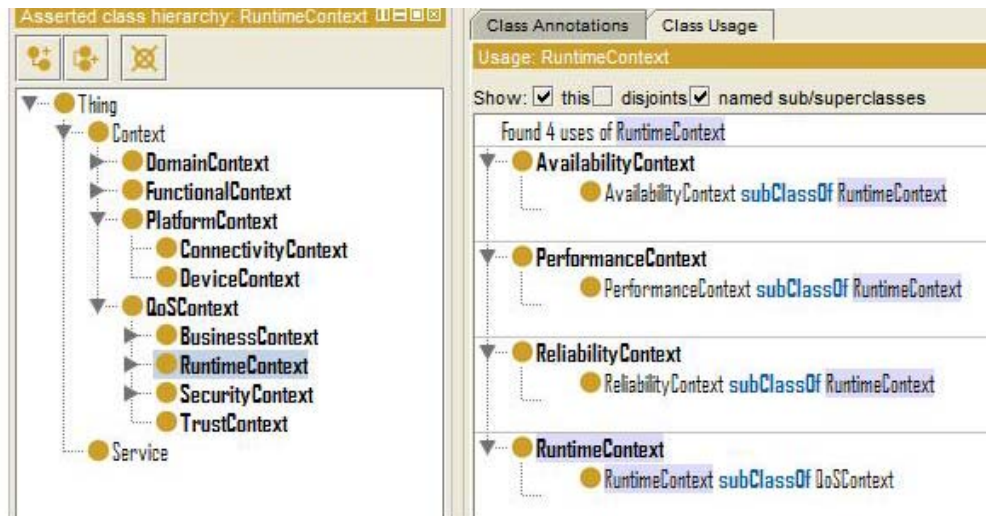 Asserted class hierarchy: RuntimeContext
Thing
Context
DomainContext
FunctionalContext
PlatformContext
ConnectivityContext
DeviceContext
QoSContext
BusinessContext
RuntimeContext
SecurityContext
TrustContext
Service
Class Annotations Class Usage
Usage: RuntimeContext
Show: this disjoints named sub/superclasses
Found 4 uses of RuntimeContext
AvailabilityContext
AvailabilityContext subClassOf RuntimeContext
PerformanceContext
PerformanceContext subClassOf RuntimeContext
ReliabilityContext
ReliabilityContext subClassOf RuntimeContext
RuntimeContext
RuntimeContext subClassOf QoSContext